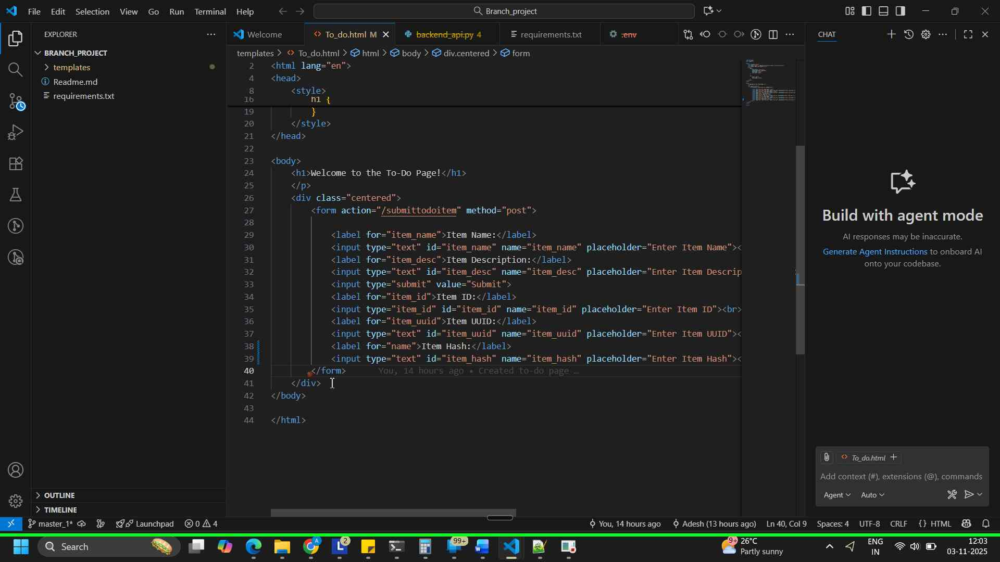 File Edit Selection View Go Run Terminal Help
Branch_project
EXPLORER
BRANCH_PROJECT
templates
Readme.md
requirements.txt
OUTLINE
TIMELINE
Welcome
To_do.html M
backend_api.py 4
requirements.txt
.env
templates > To_do.html > html > body > div.centered > form
2 <html lang="en">
4 <head>
8 <style>
16 h1 {
19 }
20 </style>
21 </head>
22
23 <body>
24 <h1>Welcome to the To-Do Page!</h1>
25 </p>
26 <div class="centered">
27 <form action="/submittodoitem" method="post">
28
29 <label for="item_name">Item Name:</label>
30 <input type="text" id="item_name" name="item_name" placeholder="Enter Item Name"><
31 <label for="item_desc">Item Description:</label>
32 <input type="text" id="item_desc" name="item_desc" placeholder="Enter Item Descrip
33 <input type="submit" value="Submit">
34 <label for="item_id">Item ID:</label>
35 <input type="item_id" id="item_id" name="item_id" placeholder="Enter Item ID"><br>
36 <label for="item_uuid">Item UUID:</label>
37 <input type="text" id="item_uuid" name="item_uuid" placeholder="Enter Item UUID"><
38 <label for="name">Item Hash:</label>
39 <input type="text" id="item_hash" name="item_hash" placeholder="Enter Item Hash"><
40 </form> You, 14 hours ago • Created to-do page …
41 </div>
42 </body>
43
44 </html>
CHAT
Build with agent mode
AI responses may be inaccurate.
Generate Agent Instructions to onboard AI
onto your codebase.
To_do.html
Add context (#), extensions (@), commands
Agent Auto
master_1* Launchpad 0 4
You, 14 hours ago Adesh (13 hours ago) Ln 40, Col 9 Spaces: 4 UTF-8 CRLF {} HTML
Search
A
L 2
99+
W
9+
26°C
Partly sunny
ENG
IN
12:03
03-11-2025